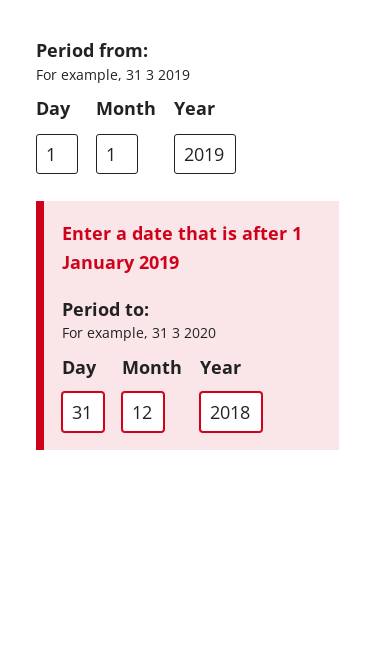 Period from:
For example, 31 3 2019
Day Month Year
1 1 2019
Enter a date that is after 1
January 2019
Period to:
For example, 31 3 2020
Day Month Year
31 12 2018